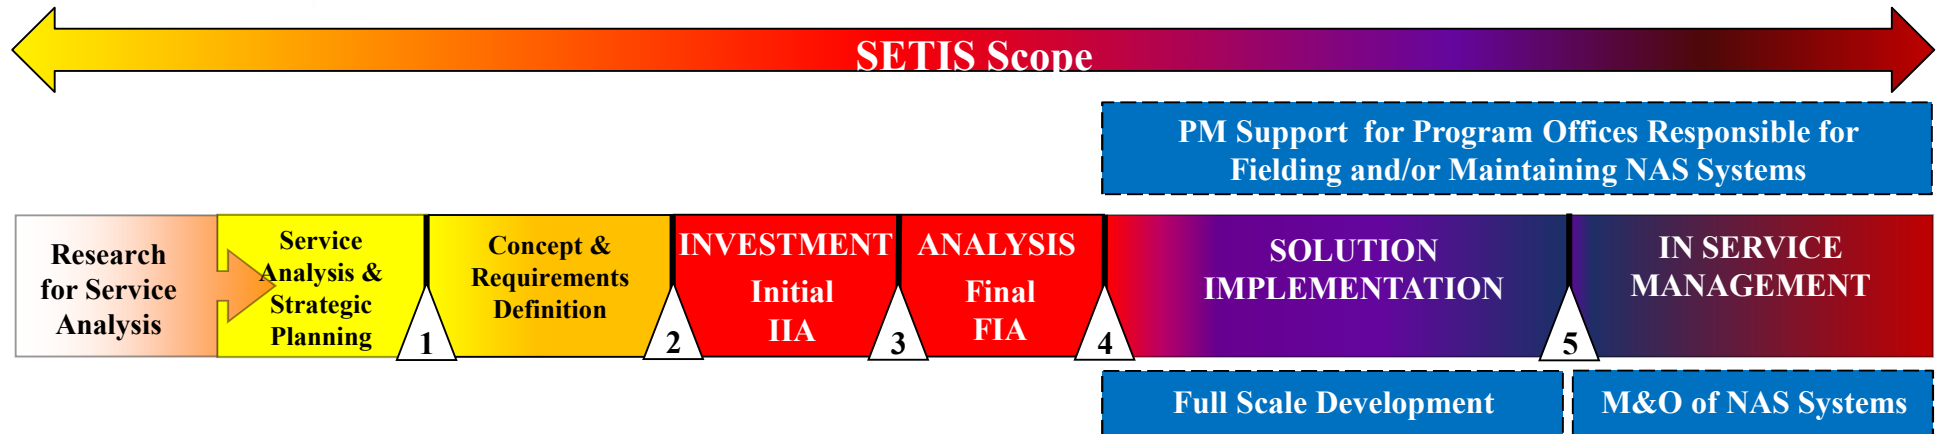 SETIS Scope
PM Support for Program Offices Responsible for
Fielding and/or Maintaining NAS Systems
Research
for Service
Analysis
Service
Analysis &
Strategic
Planning
1
Concept &
Requirements
Definition
2
INVESTMENT
Initial
IIA
3
ANALYSIS
Final
FIA
4
SOLUTION
IMPLEMENTATION
5
IN SERVICE
MANAGEMENT
Full Scale Development
M&O of NAS Systems